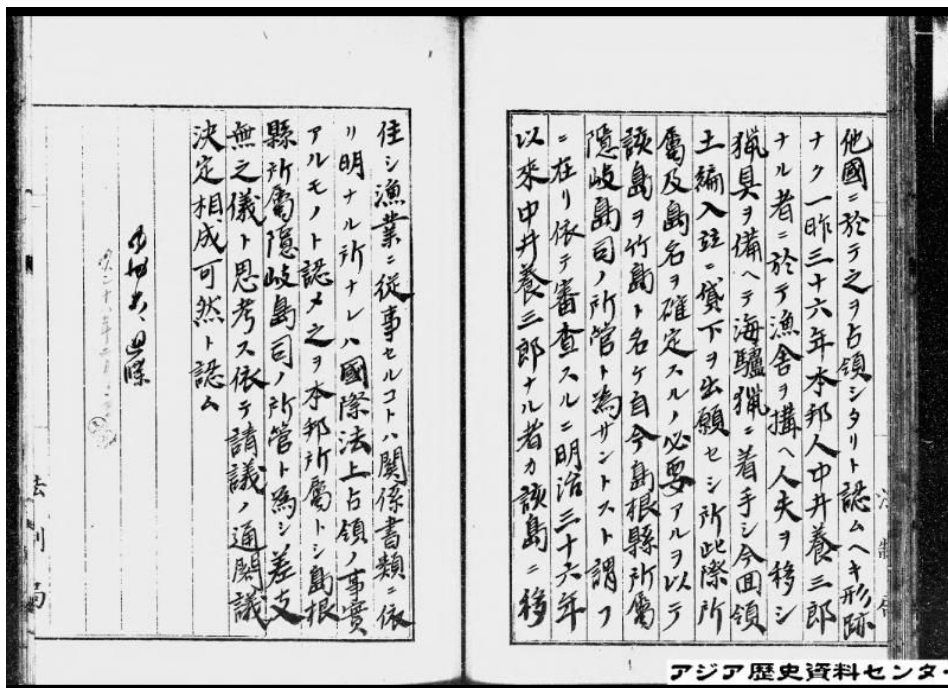 他國ニ於テ之ヲ占領シタリト認ムヘキ形跡
ナク一昨三十六年本邦人中井養三郎
ナル者ニ於テ漁舎ヲ搆ヘ人夫ヲ移シ
猟具ヲ備ヘテ海驢猟ニ着手シ今回領
土編入竝ニ貸下ヲ出願セシ所此際所
屬及島名ヲ確定スルノ必要アルヲ以テ
該島ヲ竹島ト名ケ自今島根縣所屬
隠岐島司ノ所管ト為サントスト謂フ
ニ在リ依テ審査スルニ明治三十六年
以來中井養三郎ナル者カ該島ニ移
住シ漁業ニ従事セルコトハ關係書類ニ依
リ明ナル所ナレハ國際法上占領ノ事實
アルモノト認メ之ヲ本邦所屬トシ島根
縣所屬隠岐島司ノ所管ト為シ差支
無之儀ト思考ス依テ請議ノ通閣議
決定相成可然ト認ム
法制局
アジア歴史資料センター